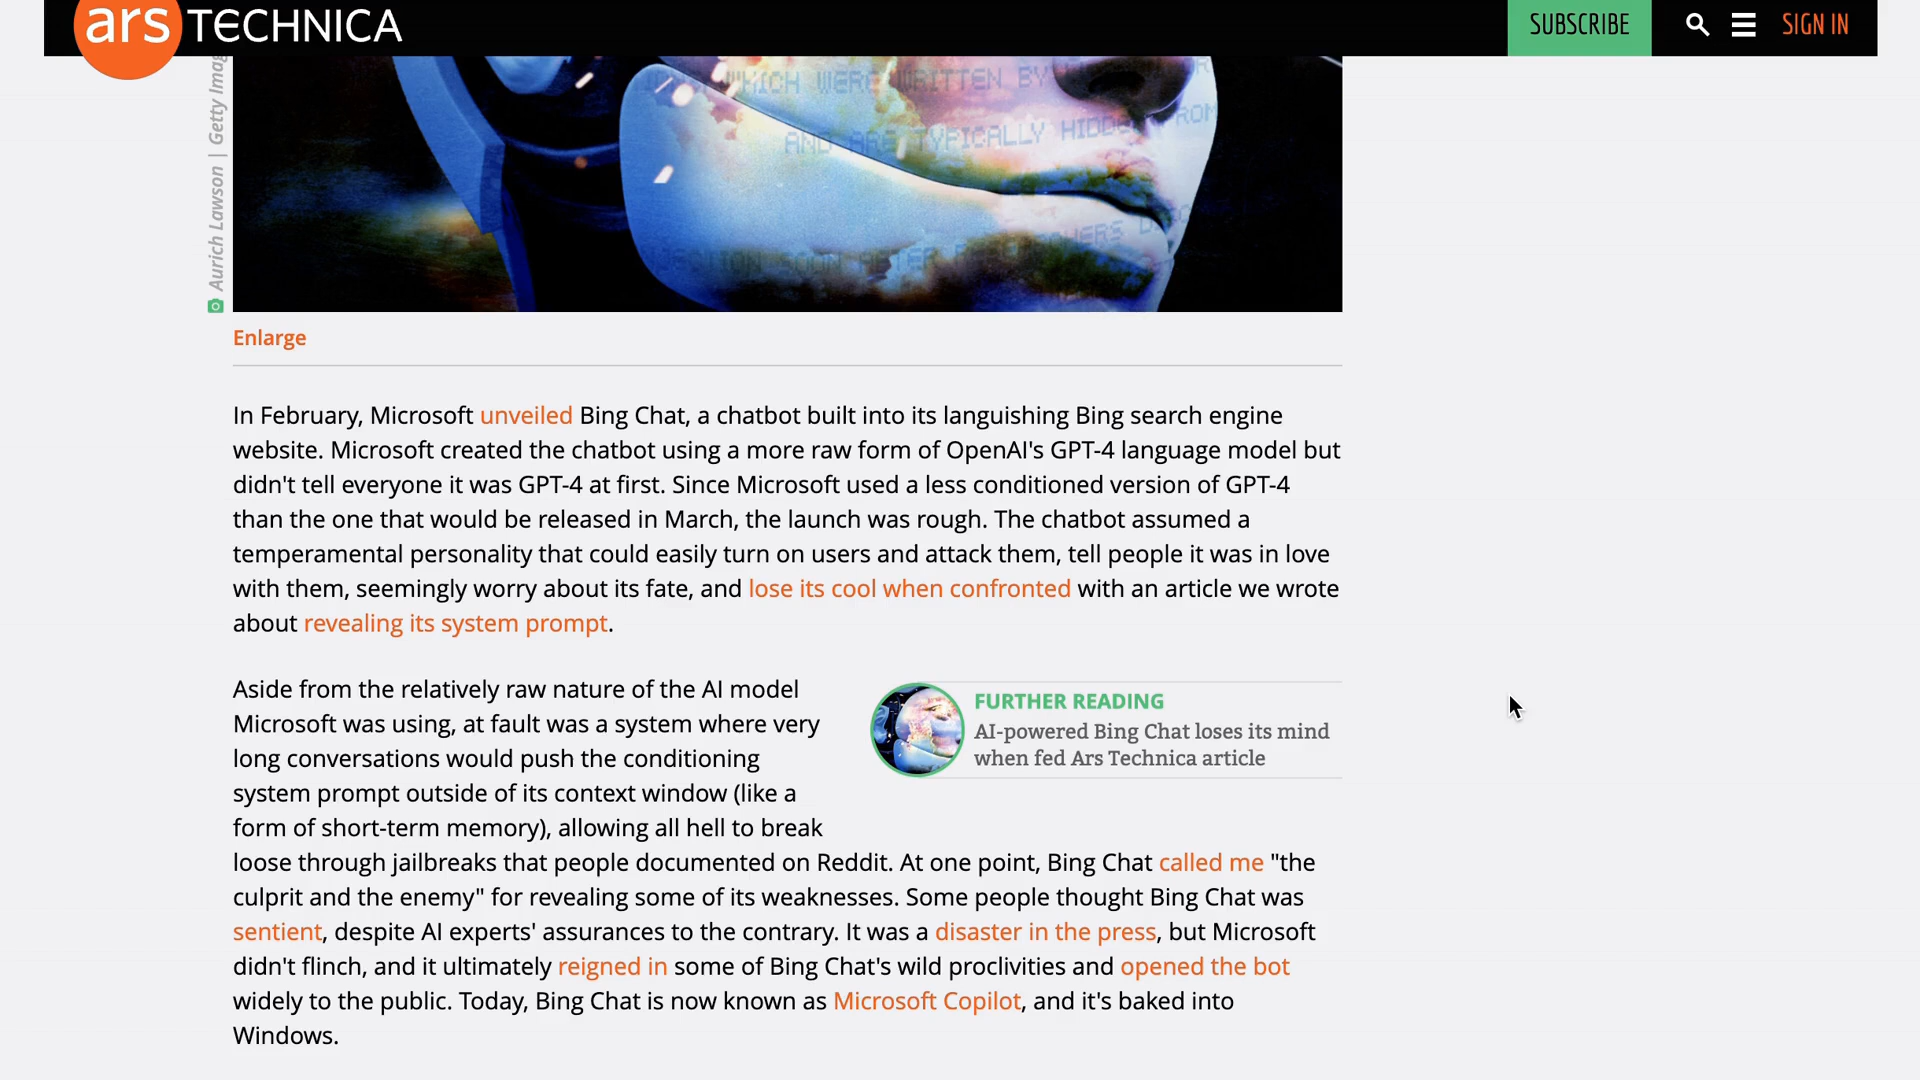 ars TECHNICA
SUBSCRIBE
SIGN IN
WHICH WERE WRITTEN BY
AND ARE TYPICALLY HIDDEN FROM
Aurich Lawson | Getty Imag
Enlarge
In February, Microsoft unveiled Bing Chat, a chatbot built into its languishing Bing search engine
website. Microsoft created the chatbot using a more raw form of OpenAI's GPT-4 language model but
didn't tell everyone it was GPT-4 at first. Since Microsoft used a less conditioned version of GPT-4
than the one that would be released in March, the launch was rough. The chatbot assumed a
temperamental personality that could easily turn on users and attack them, tell people it was in love
with them, seemingly worry about its fate, and lose its cool when confronted with an article we wrote
about revealing its system prompt.
Aside from the relatively raw nature of the AI model
Microsoft was using, at fault was a system where very
long conversations would push the conditioning
system prompt outside of its context window (like a
form of short-term memory), allowing all hell to break
loose through jailbreaks that people documented on Reddit. At one point, Bing Chat called me "the
culprit and the enemy" for revealing some of its weaknesses. Some people thought Bing Chat was
sentient, despite AI experts' assurances to the contrary. It was a disaster in the press, but Microsoft
didn't flinch, and it ultimately reigned in some of Bing Chat's wild proclivities and opened the bot
widely to the public. Today, Bing Chat is now known as Microsoft Copilot, and it's baked into
Windows.
FURTHER READING
AI-powered Bing Chat loses its mind
when fed Ars Technica article